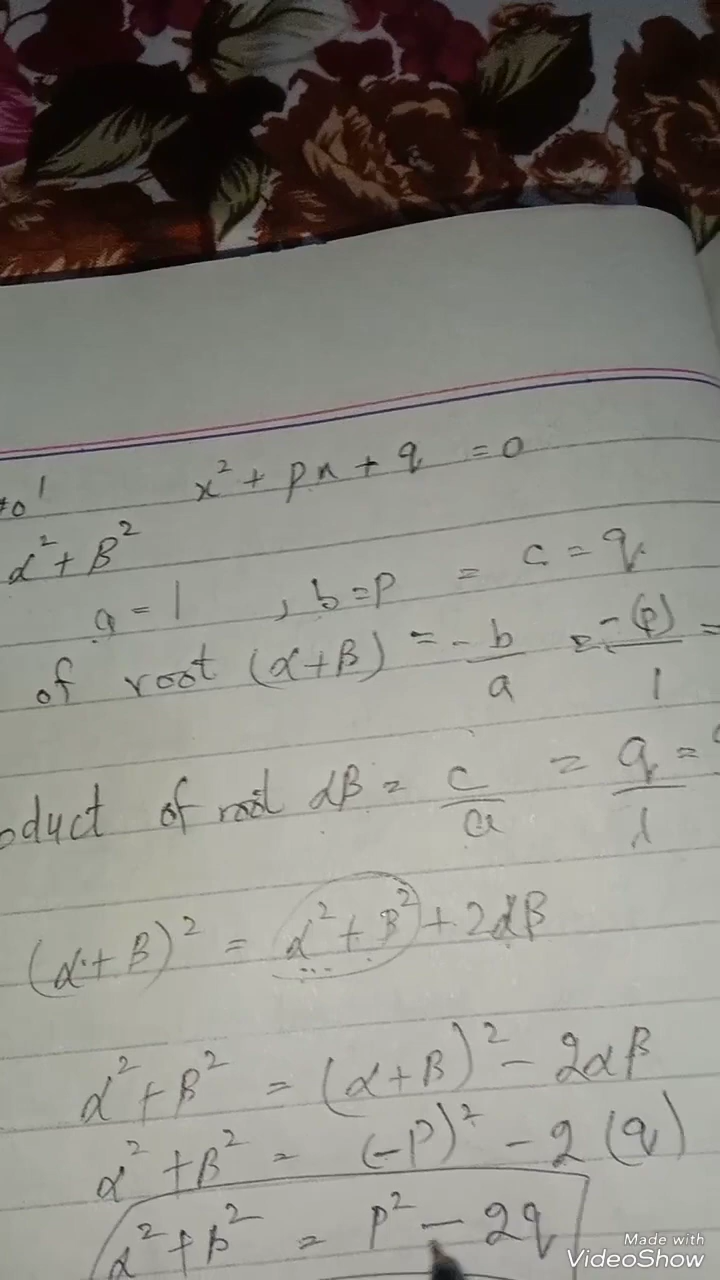 x² + px + q = 0
α² + β²
a = 1 , b = p = c = q
of root (α+β) = -b/a = -(p)/1 =
oduct of root αβ = c/a = q/1 =
(α+β)² = α² + β² + 2αβ
α² + β² = (α+β)² - 2αβ
α² + β² = (-p)² - 2(q)
α² + β² = p² - 2q
Made with
VideoShow